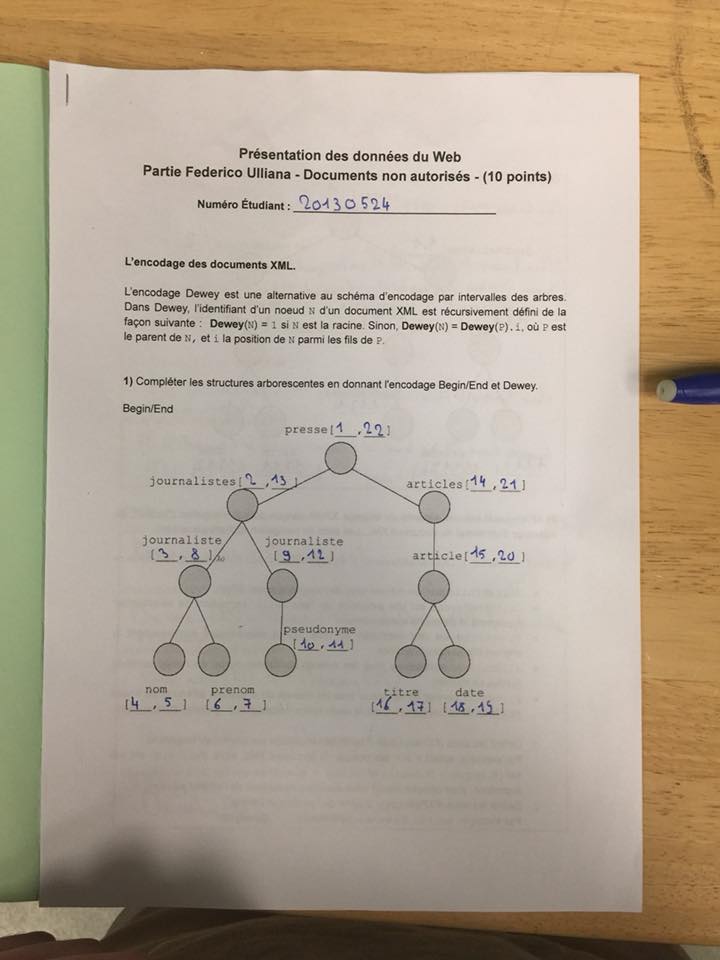 Présentation des données du Web
Partie Federico Ulliana - Documents non autorisés - (10 points)
Numéro Étudiant : 20130524
L'encodage des documents XML.
L'encodage Dewey est une alternative au schéma d'encodage par intervalles des arbres.
Dans Dewey, l'identifiant d'un noeud N d'un document XML est récursivement défini de la
façon suivante : Dewey(N) = 1 si N est la racine. Sinon, Dewey(N) = Dewey(P).i, où P est
le parent de N, et i la position de N parmi les fils de P.
1) Compléter les structures arborescentes en donnant l'encodage Begin/End et Dewey.
Begin/End
presse[1,22]
journalistes[2,13] articles[14,21]
journaliste journaliste
[3,8] [9,12] article[15,20]
pseudonyme
[10,11]
nom prenom titre date
[4,5] [6,7] [16,17] [18,19]